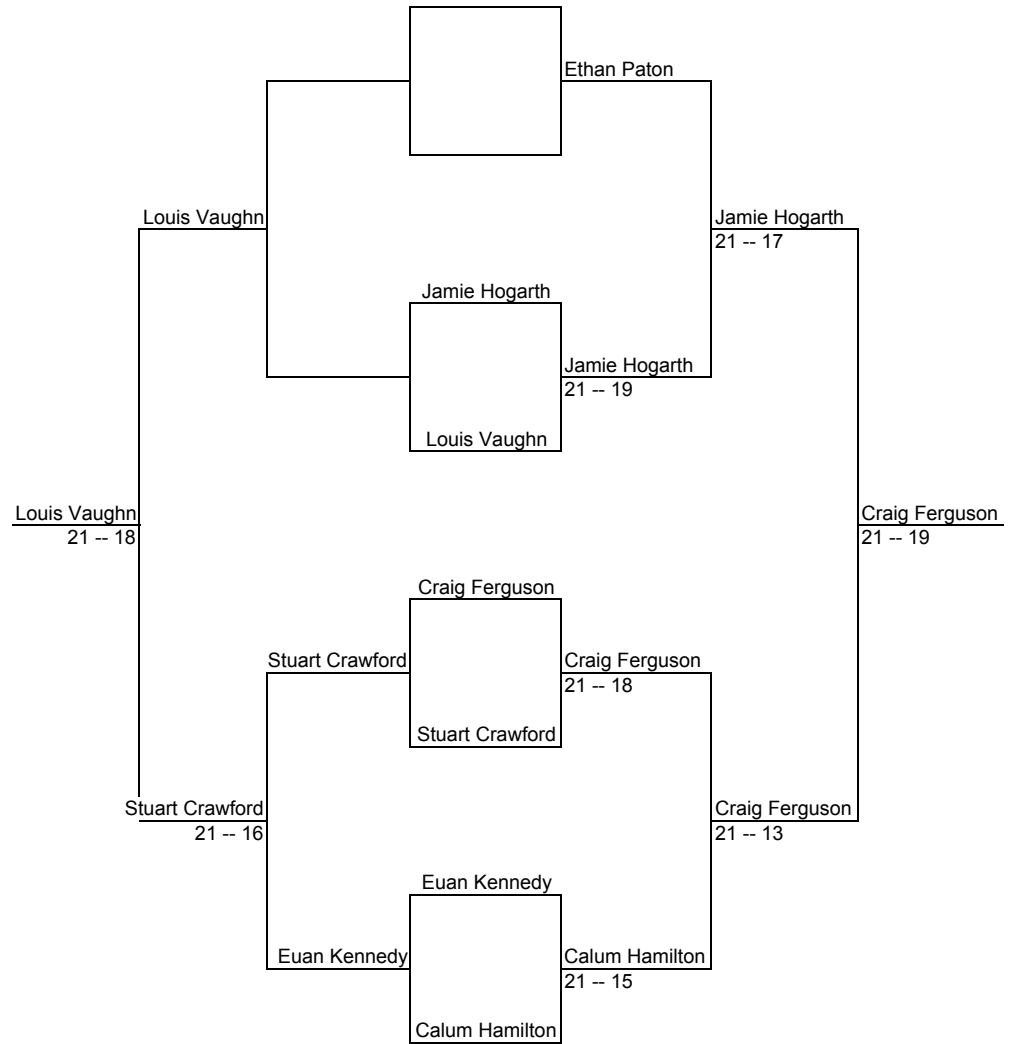 Ethan Paton
Louis Vaughn
Jamie Hogarth
21 -- 17
Jamie Hogarth
Jamie Hogarth
21 -- 19
Louis Vaughn
Louis Vaughn
21 -- 18
Craig Ferguson
21 -- 19
Craig Ferguson
Stuart Crawford
Craig Ferguson
21 -- 18
Stuart Crawford
Stuart Crawford
21 -- 16
Craig Ferguson
21 -- 13
Euan Kennedy
Euan Kennedy
Calum Hamilton
21 -- 15
Calum Hamilton